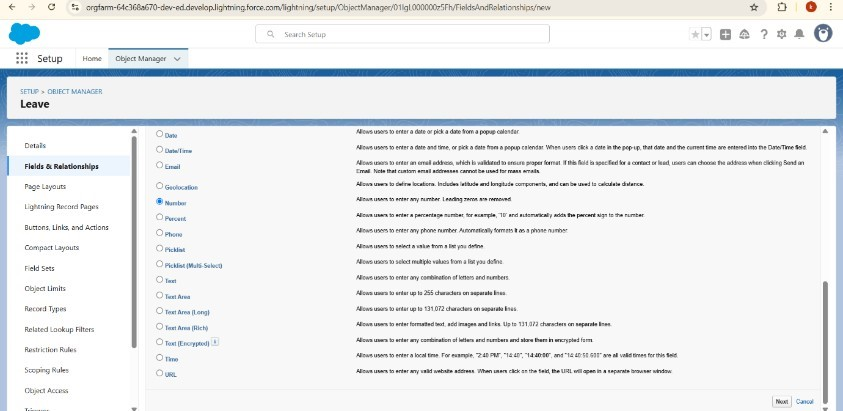 orgfarm-64c368a670-dev-ed.develop.lightning.force.com/lightning/setup/ObjectManager/01IgL000000z5Fh/FieldsAndRelationships/new
Search Setup
Setup
Home
Object Manager
SETUP > OBJECT MANAGER
Leave
Details
Fields & Relationships
Page Layouts
Lightning Record Pages
Buttons, Links, and Actions
Compact Layouts
Field Sets
Object Limits
Record Types
Related Lookup Filters
Restriction Rules
Scoping Rules
Object Access
Triggers
Date Allows users to enter a date or pick a date from a popup calendar.
Date/Time Allows users to enter a date and time, or pick a date from a popup calendar. When users click a date in the pop-up, that date and the current time are entered into the Date/Time field.
Email Allows users to enter an email address, which is validated to ensure proper format. If this field is specified for a contact or lead, users can choose the address when clicking Send an
Email. Note that custom email addresses cannot be used for mass emails.
Geolocation Allows users to define locations. Includes latitude and longitude components, and can be used to calculate distance.
Number Allows users to enter any number. Leading zeros are removed.
Percent Allows users to enter a percentage number, for example, '10' and automatically adds the percent sign to the number.
Phone Allows users to enter any phone number. Automatically formats it as a phone number.
Picklist Allows users to select a value from a list you define.
Picklist (Multi-Select) Allows users to select multiple values from a list you define.
Text Allows users to enter any combination of letters and numbers.
Text Area Allows users to enter up to 255 characters on separate lines.
Text Area (Long) Allows users to enter up to 131,072 characters on separate lines.
Text Area (Rich) Allows users to enter formatted text, add images and links. Up to 131,072 characters on separate lines.
Text (Encrypted) i Allows users to enter any combination of letters and numbers and store them in encrypted form.
Time Allows users to enter a local time. For example, "2:40 PM", "14:40", "14:40:00", and "14:40:50.600" are all valid times for this field.
URL Allows users to enter any valid website address. When users click on the field, the URL will open in a separate browser window.
Next Cancel